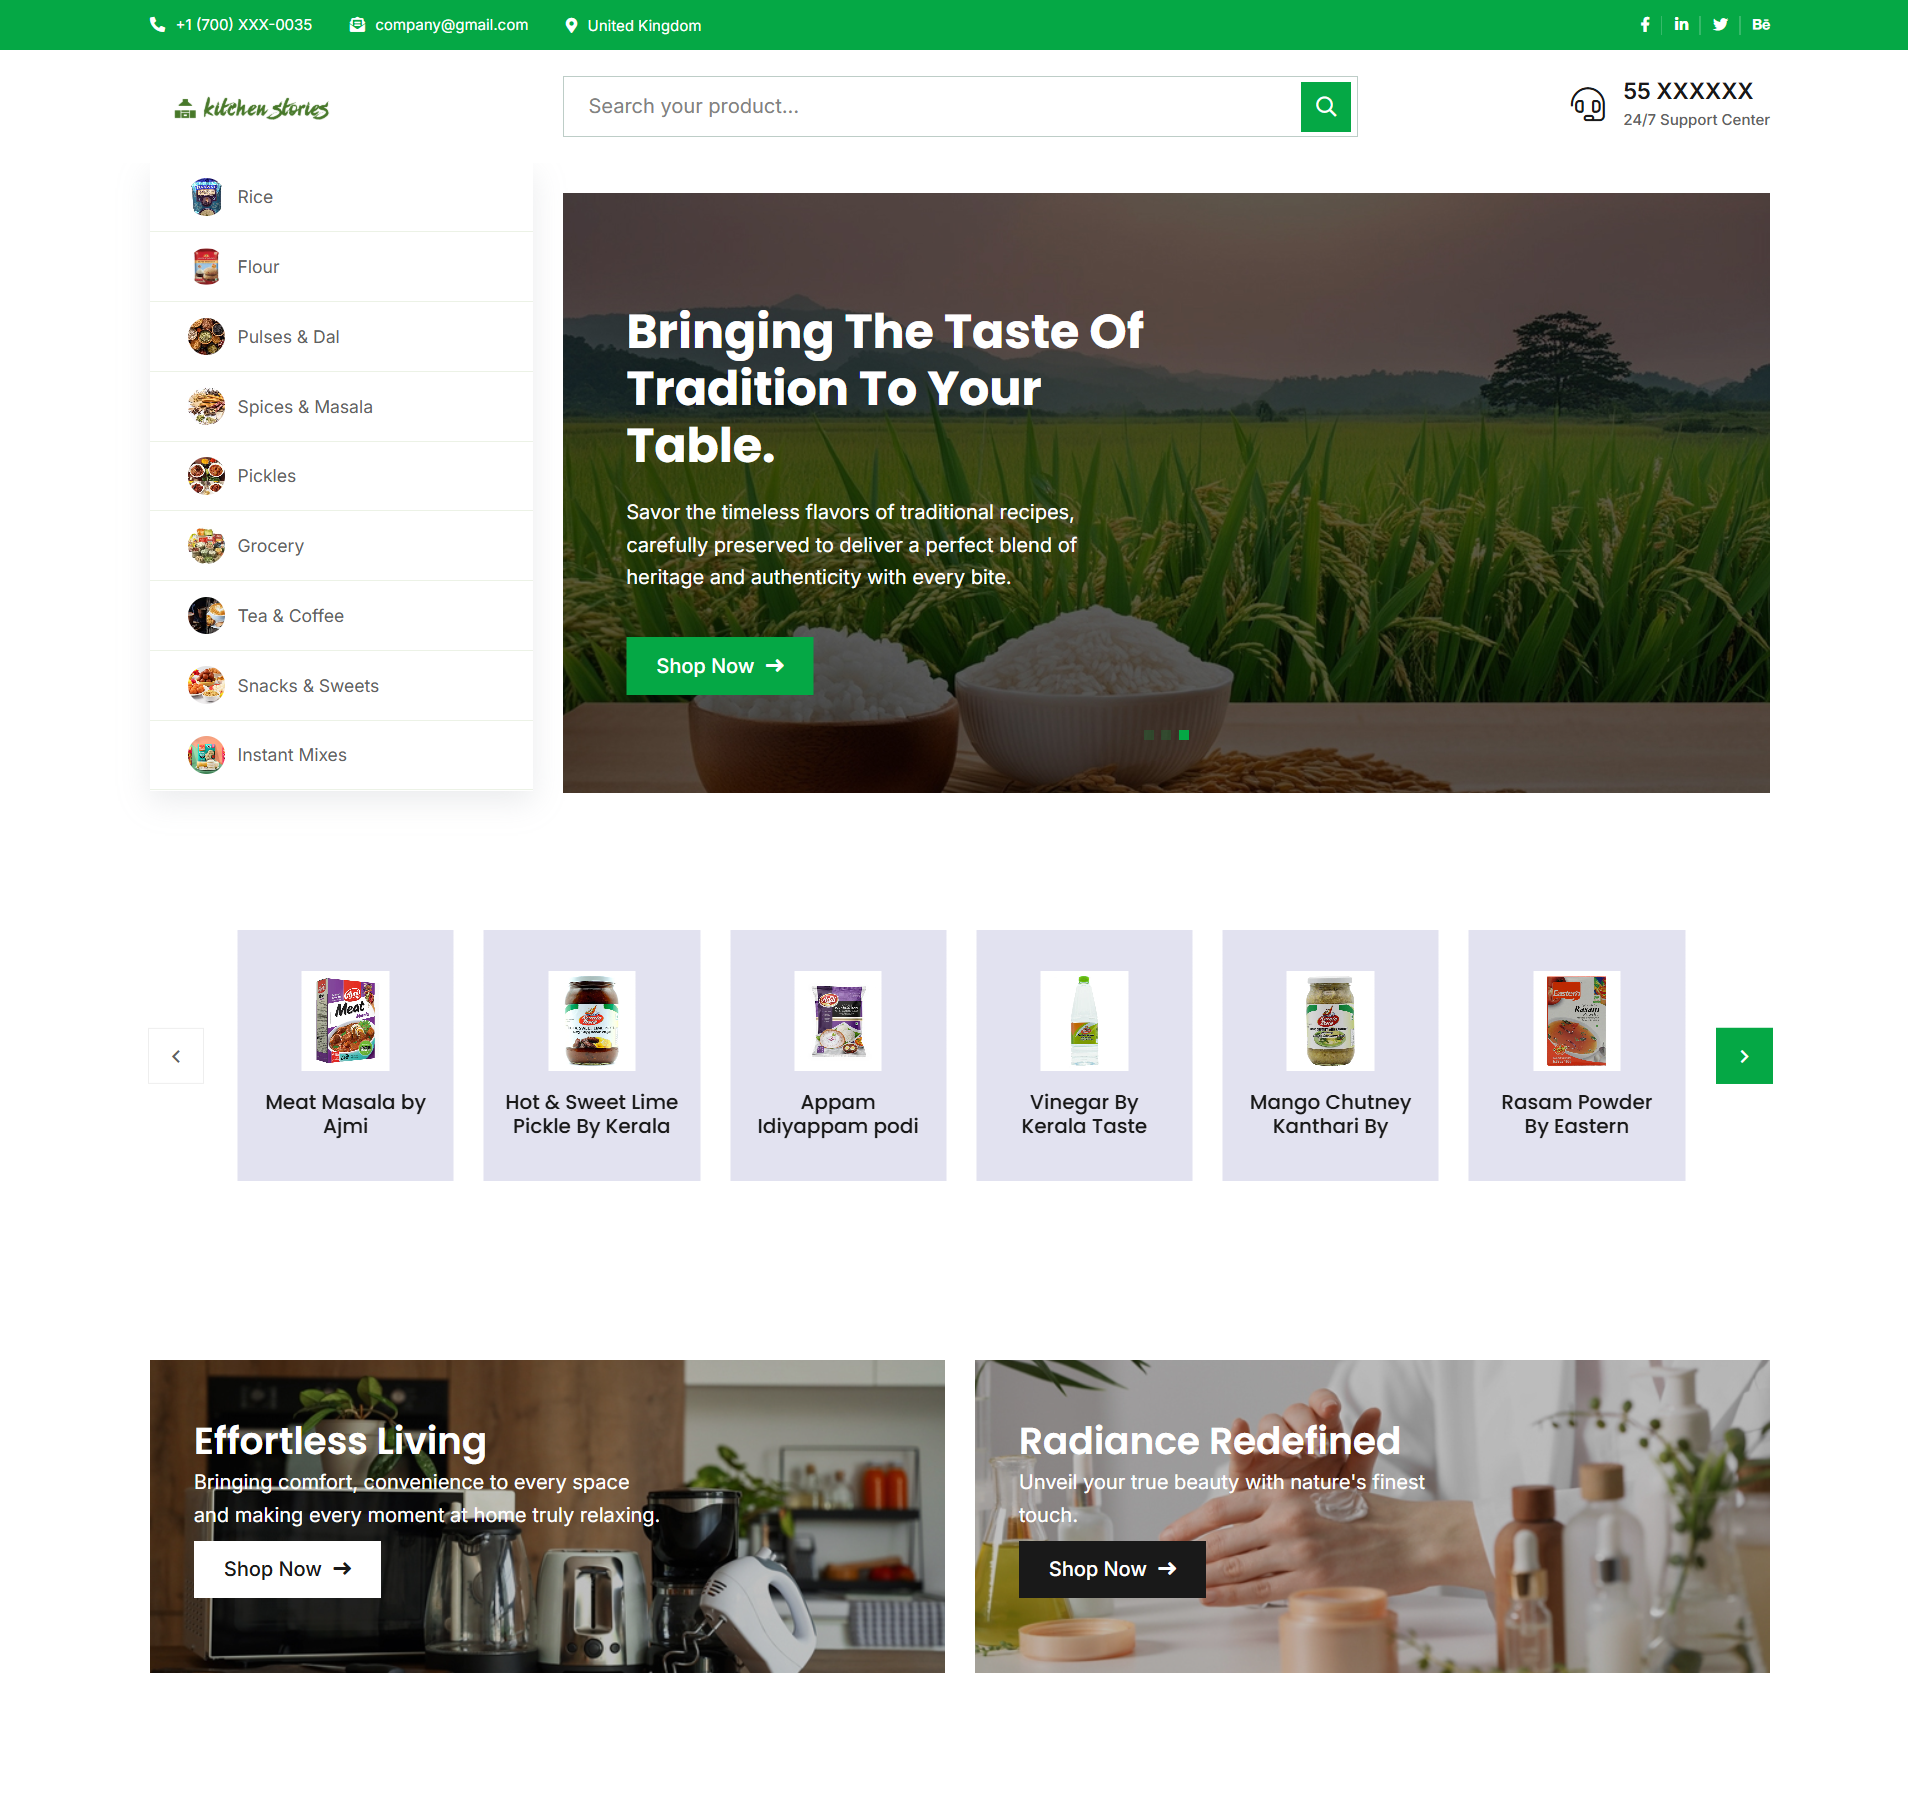 +1 (700) XXX-0035
company@gmail.com
United Kingdom
Bē
kitchen stories
Search your product...
55 XXXXXX
24/7 Support Center
Rice
Flour
Pulses & Dal
Spices & Masala
Pickles
Grocery
Tea & Coffee
Snacks & Sweets
Instant Mixes
Bringing The Taste Of
Tradition To Your
Table.
Savor the timeless flavors of traditional recipes,
carefully preserved to deliver a perfect blend of
heritage and authenticity with every bite.
Shop Now
Meat
Eastern
Rasam
Meat Masala by
Ajmi
Hot & Sweet Lime
Pickle By Kerala
Appam
Idiyappam podi
Vinegar By
Kerala Taste
Mango Chutney
Kanthari By
Rasam Powder
By Eastern
Effortless Living
Bringing comfort, convenience to every space
and making every moment at home truly relaxing.
Shop Now
Radiance Redefined
Unveil your true beauty with nature's finest
touch.
Shop Now